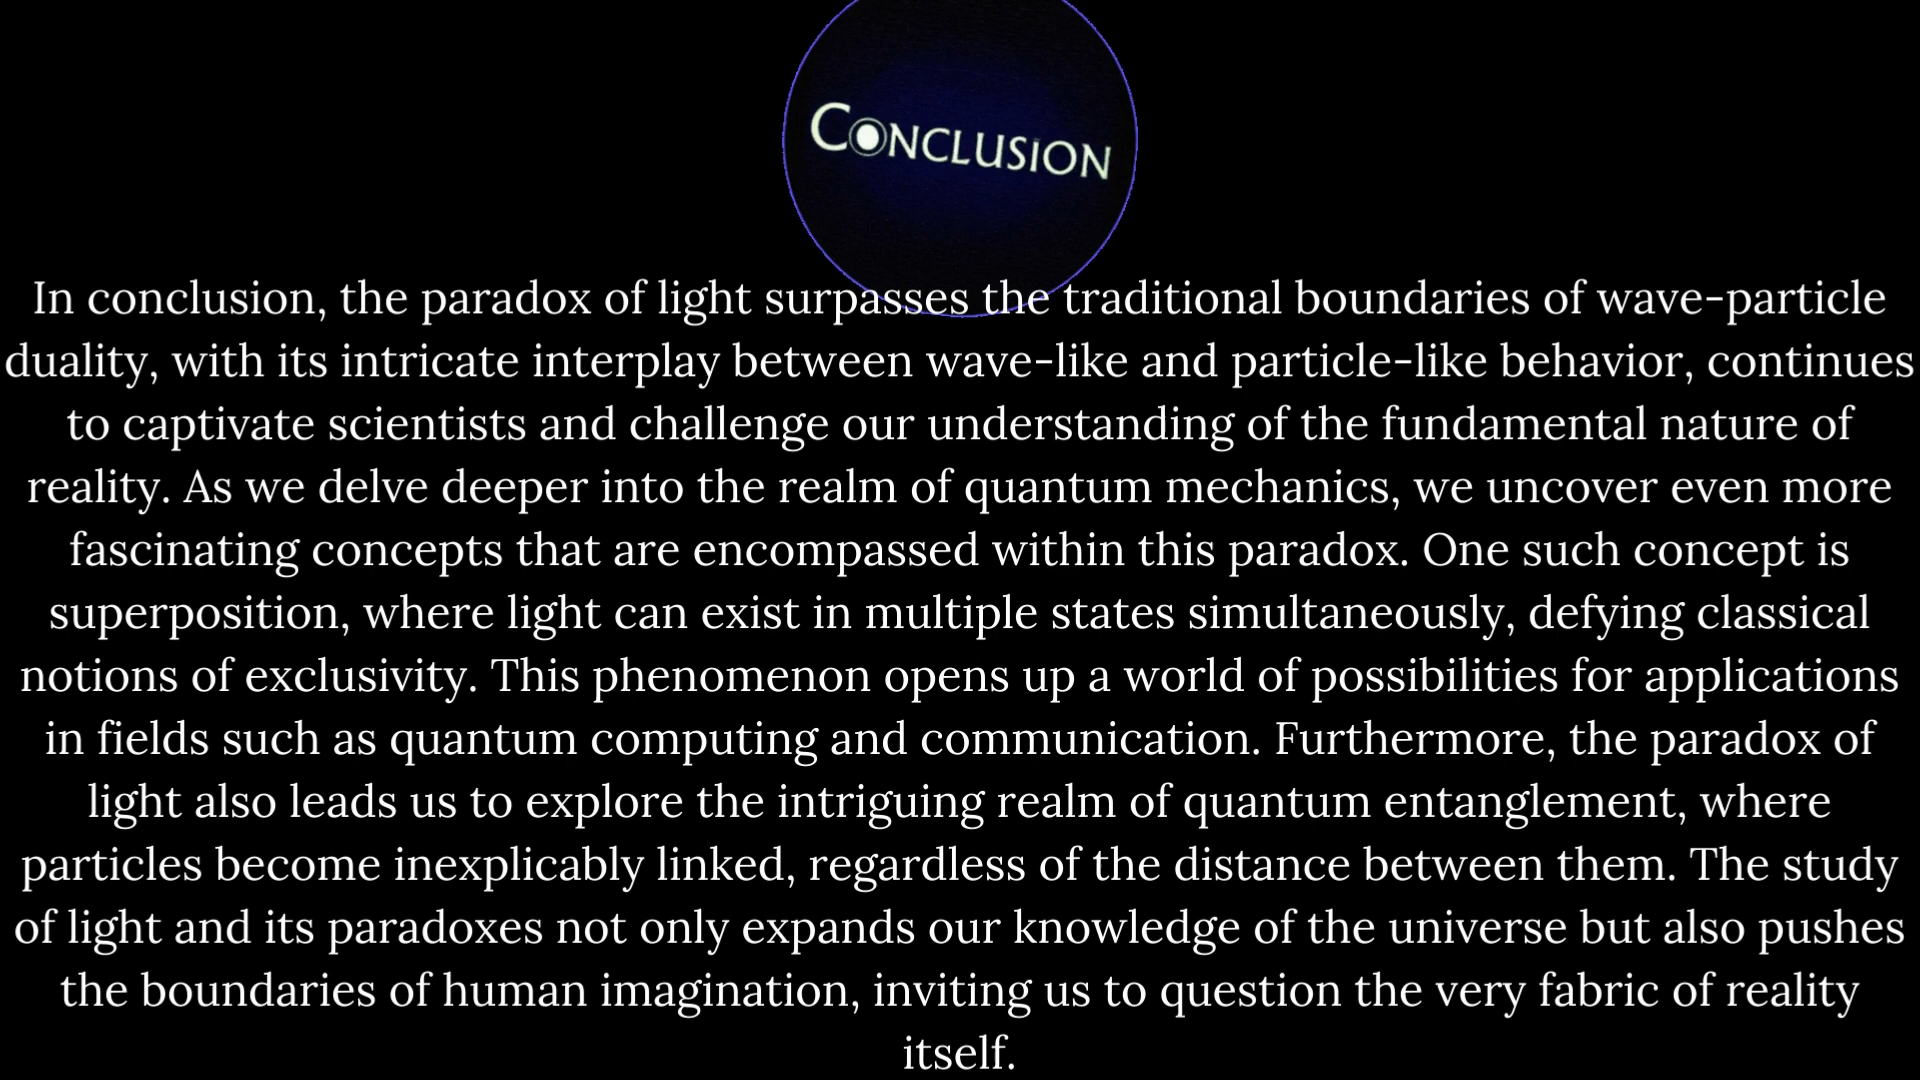 CONCLUSION
In conclusion, the paradox of light surpasses the traditional boundaries of wave-particle
duality, with its intricate interplay between wave-like and particle-like behavior, continues
to captivate scientists and challenge our understanding of the fundamental nature of
reality. As we delve deeper into the realm of quantum mechanics, we uncover even more
fascinating concepts that are encompassed within this paradox. One such concept is
superposition, where light can exist in multiple states simultaneously, defying classical
notions of exclusivity. This phenomenon opens up a world of possibilities for applications
in fields such as quantum computing and communication. Furthermore, the paradox of
light also leads us to explore the intriguing realm of quantum entanglement, where
particles become inexplicably linked, regardless of the distance between them. The study
of light and its paradoxes not only expands our knowledge of the universe but also pushes
the boundaries of human imagination, inviting us to question the very fabric of reality
itself.